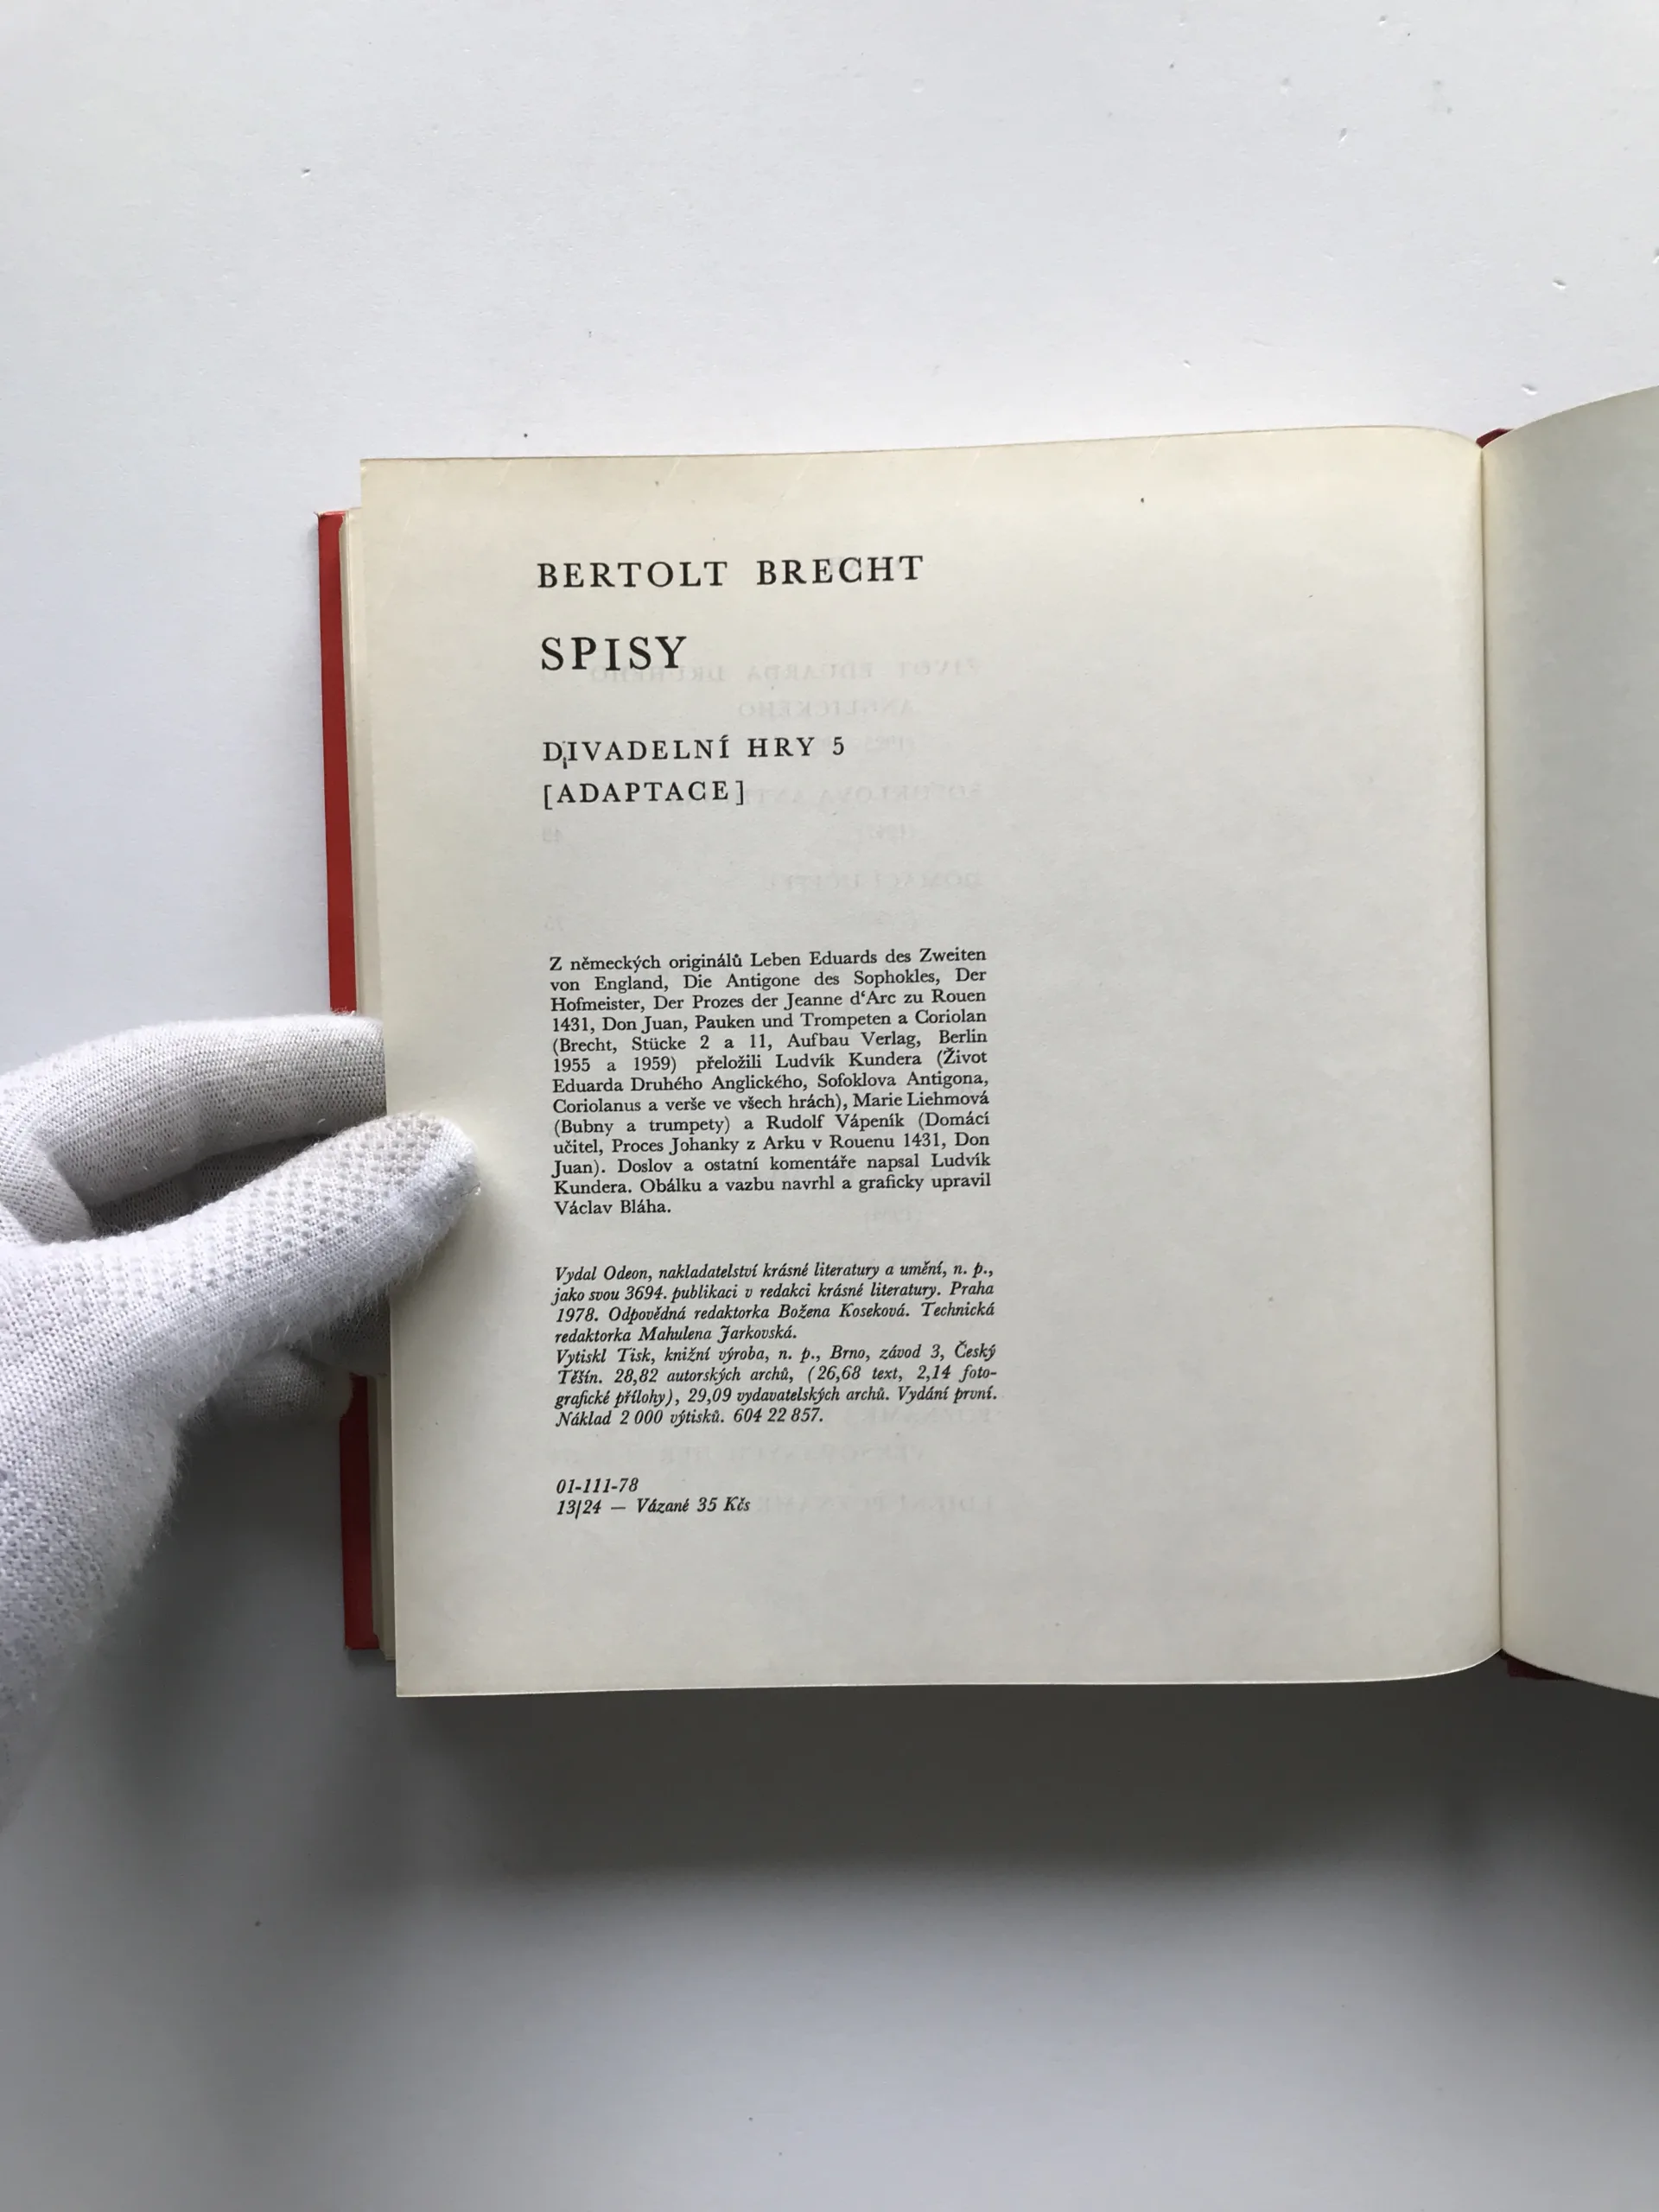 BERTOLT BRECHT
SPISY
DIVADELNÍ HRY 5
[ADAPTACE]
Z německých originálů Leben Eduards des Zweiten
von England, Die Antigone des Sophokles, Der
Hofmeister, Der Prozes der Jeanne d‘Arc zu Rouen
1431, Don Juan, Pauken und Trompeten a Coriolan
(Brecht, Stücke 2 a 11, Aufbau Verlag, Berlin
1955 a 1959) přeložili Ludvík Kundera (Život
Eduarda Druhého Anglického, Sofoklova Antigona,
Coriolanus a verše ve všech hrách), Marie Liehmová
(Bubny a trumpety) a Rudolf Vápeník (Domácí
učitel, Proces Johanky z Arku v Rouenu 1431, Don
Juan). Doslov a ostatní komentáře napsal Ludvík
Kundera. Obálku a vazbu navrhl a graficky upravil
Václav Bláha.
Vydal Odeon, nakladatelství krásné literatury a umění, n. p.,
jako svou 3694. publikaci v redakci krásné literatury. Praha
1978. Odpovědná redaktorka Božena Koseková. Technická
redaktorka Mahulena Jarkovská.
Vytiskl Tisk, knižní výroba, n. p., Brno, závod 3, Český
Těšín. 28,82 autorských archů, (26,68 text, 2,14 foto-
grafické přílohy), 29,09 vydavatelských archů. Vydání první.
Náklad 2 000 výtisků. 604 22 857.
01-111-78
13/24 — Vázané 35 Kčs